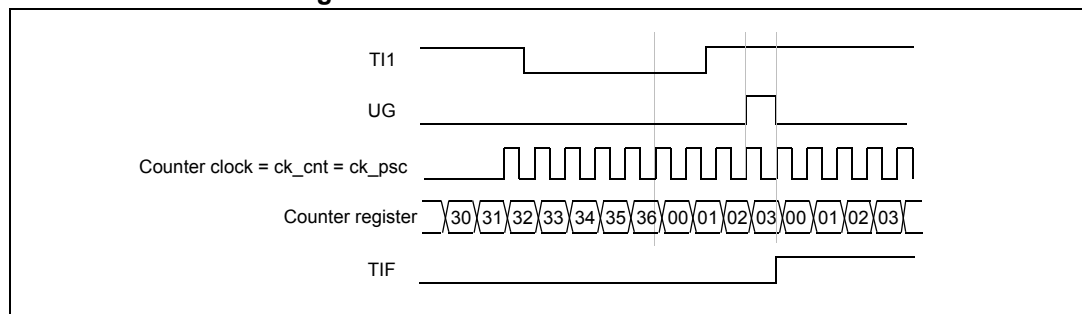 TI1
UG
Counter clock = ck_cnt = ck_psc
Counter register 30 31 32 33 34 35 36 00 01 02 03 00 01 02 03
TIF